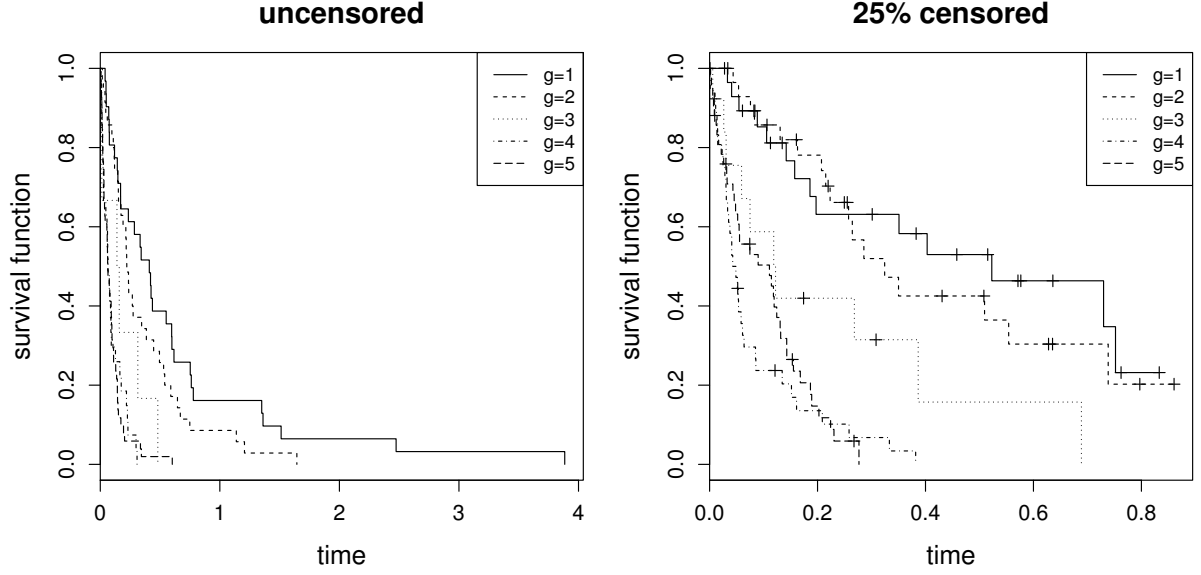 uncensored
survival function
1.0
0.8
0.6
0.4
0.2
0.0
g=1
g=2
g=3
g=4
g=5
0
1
2
3
4
time
25% censored
survival function
1.0
0.8
0.6
0.4
0.2
0.0
g=1
g=2
g=3
g=4
g=5
0.0
0.2
0.4
0.6
0.8
time